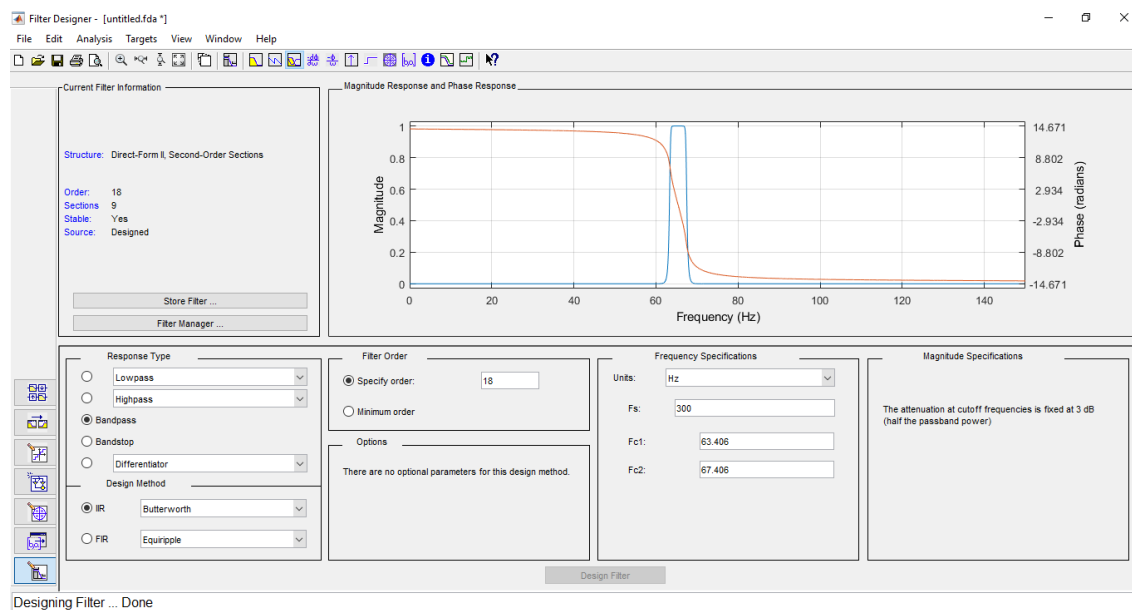 Filter Designer - [untitled.fda *]
File Edit Analysis Targets View Window Help
Current Filter Information
Structure: Direct-Form II, Second-Order Sections
Order: 18
Sections 9
Stable: Yes
Source: Designed
Store Filter ...
Filter Manager ...
Magnitude Response and Phase Response
1
0.8
0.6
0.4
0.2
0
Magnitude
14.671
8.802
2.934
-2.934
-8.802
-14.671
Phase (radians)
0 20 40 60 80 100 120 140
Frequency (Hz)
Response Type
Lowpass
Highpass
Bandpass
Bandstop
Differentiator
Design Method
IIR Butterworth
FIR Equiripple
Filter Order
Specify order: 18
Minimum order
Options
There are no optional parameters for this design method.
Frequency Specifications
Units: Hz
Fs: 300
Fc1: 63.406
Fc2: 67.406
Magnitude Specifications
The attenuation at cutoff frequencies is fixed at 3 dB
(half the passband power)
Design Filter
Designing Filter ... Done